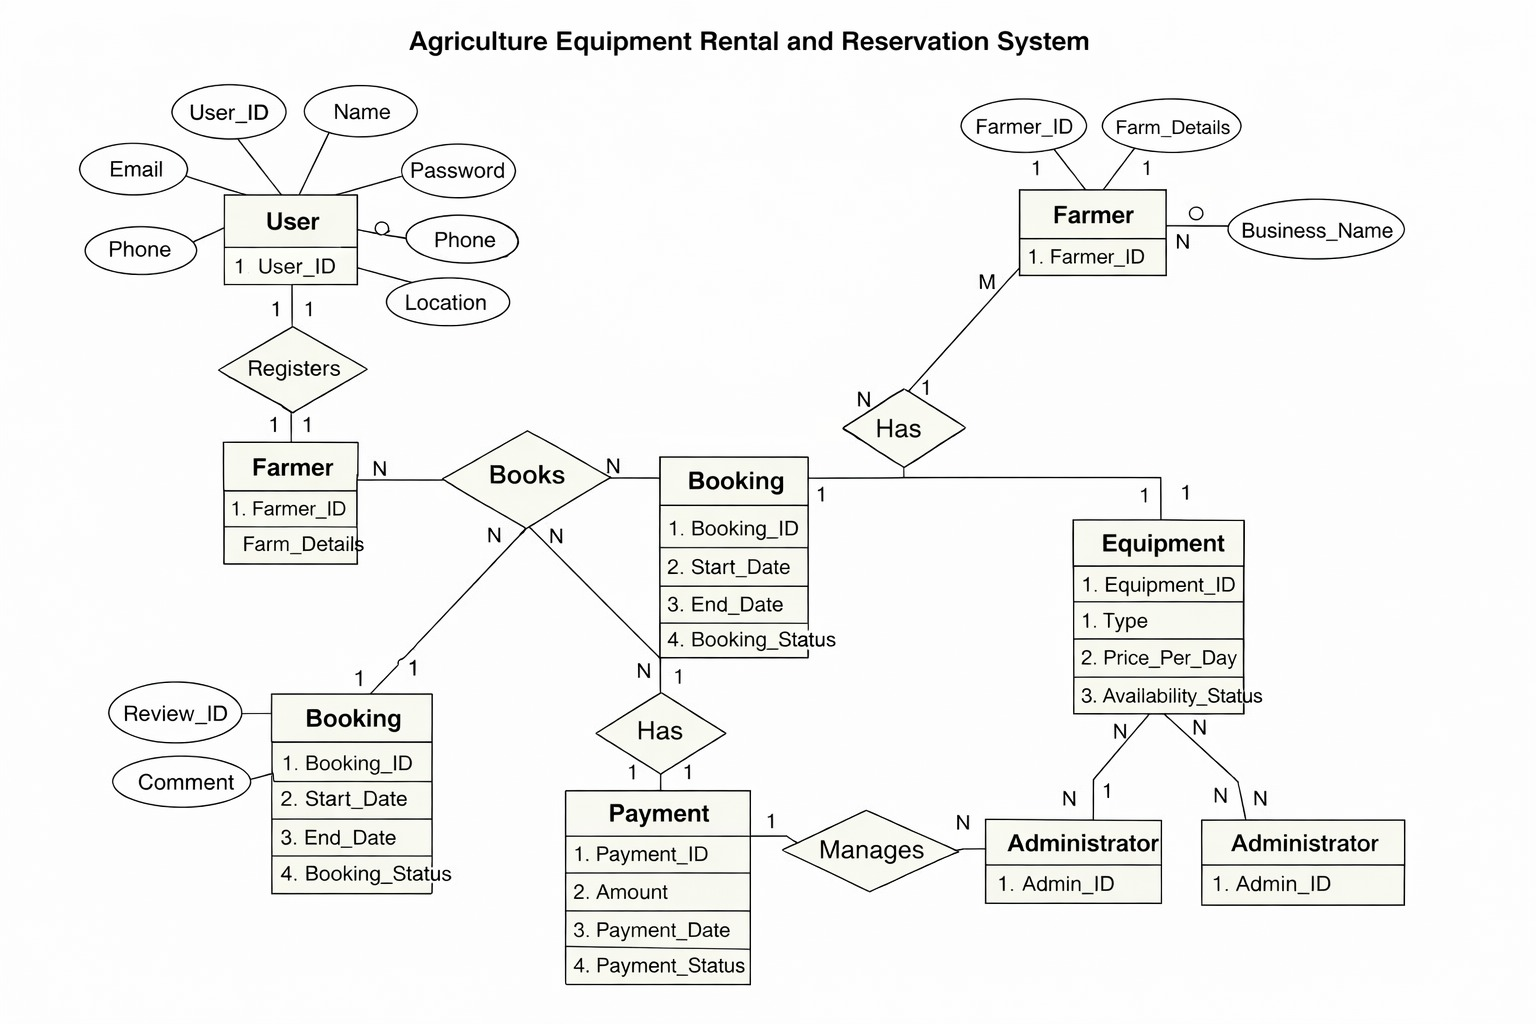 Agriculture Equipment Rental and Reservation System
User_ID
Name
Email
Password
Phone
Phone
Location
User
1 User_ID
1 1
Registers
1 1
Farmer
1. Farmer_ID
Farm_Details
N
Books
N
N N
Farmer_ID
Farm_Details
1 1
Farmer
1. Farmer_ID
N
Business_Name
M
N 1
Has
Booking
1. Booking_ID
2. Start_Date
3. End_Date
4. Booking_Status
1
1 1
Equipment
1. Equipment_ID
1. Type
2. Price_Per_Day
3. Availability_Status
1 1
Review_ID
Comment
Booking
1. Booking_ID
2. Start_Date
3. End_Date
4. Booking_Status
N 1
Has
1 1
Payment
1. Payment_ID
2. Amount
3. Payment_Date
4. Payment_Status
1
Manages
N
N N
N 1
N N
Administrator
1. Admin_ID
Administrator
1. Admin_ID